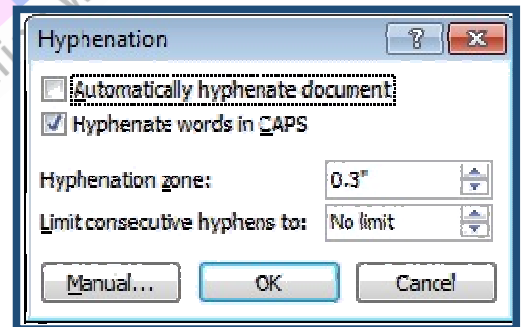 Hyphenation
Automatically hyphenate document
Hyphenate words in CAPS
Hyphenation zone: 0.3"
Limit consecutive hyphens to: No limit
Manual... OK Cancel